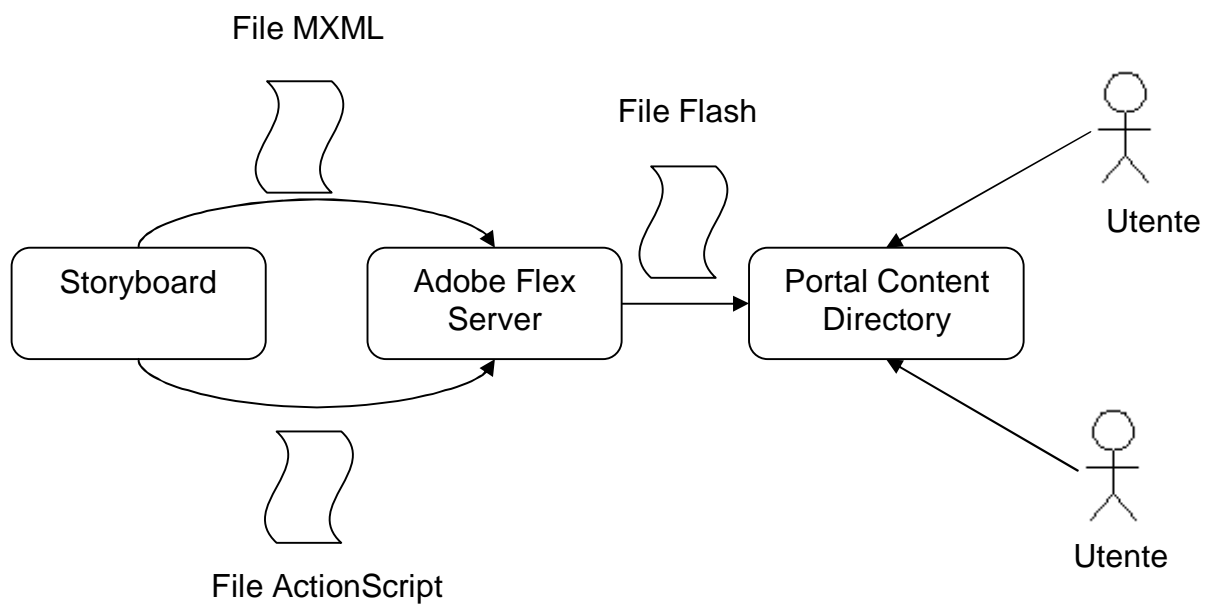 File MXML
File Flash
Utente
Storyboard
Adobe Flex
Server
Portal Content
Directory
Utente
File ActionScript